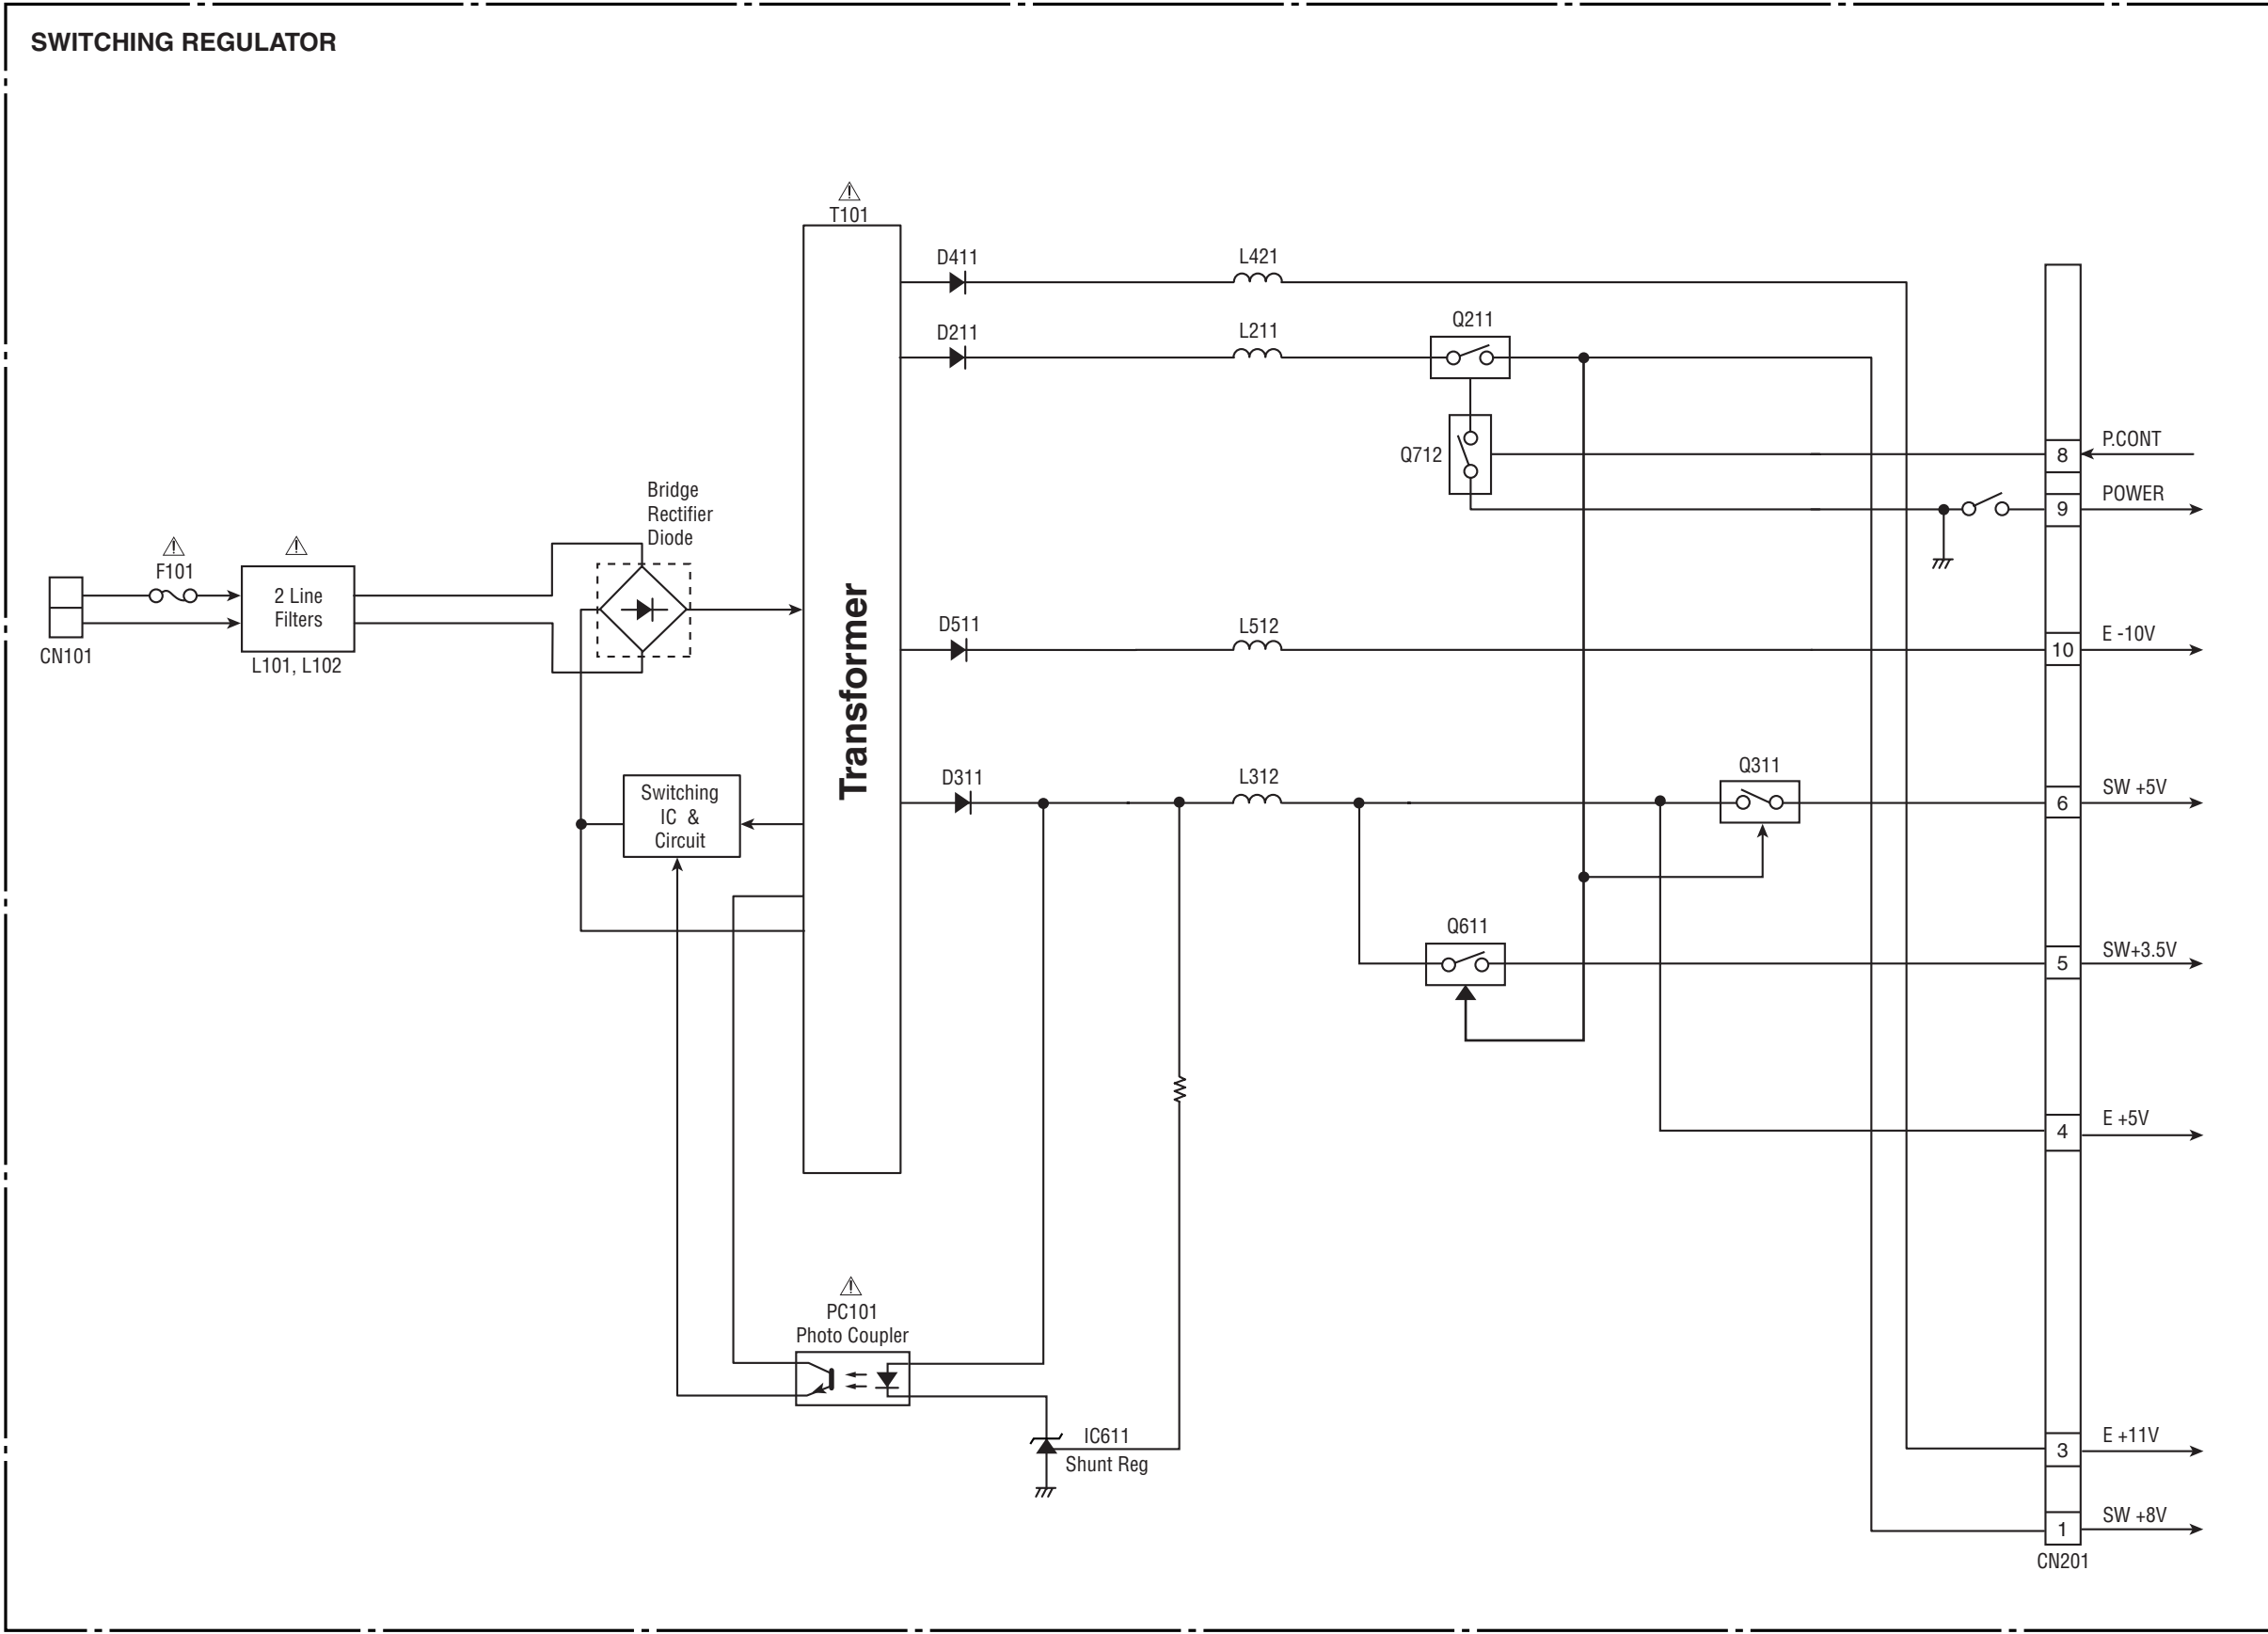 SWITCHING REGULATOR
T101
D411
L421
D211
L211
Q211
Q712
8
P.CONT
9
POWER
Bridge
Rectifier
Diode
F101
2 Line
Filters
CN101
L101, L102
Transformer
D511
L512
10
E -10V
D311
L312
Q311
6
SW +5V
Switching
IC &
Circuit
Q611
5
SW+3.5V
4
E +5V
PC101
Photo Coupler
IC611
Shunt Reg
3
E +11V
1
SW +8V
CN201